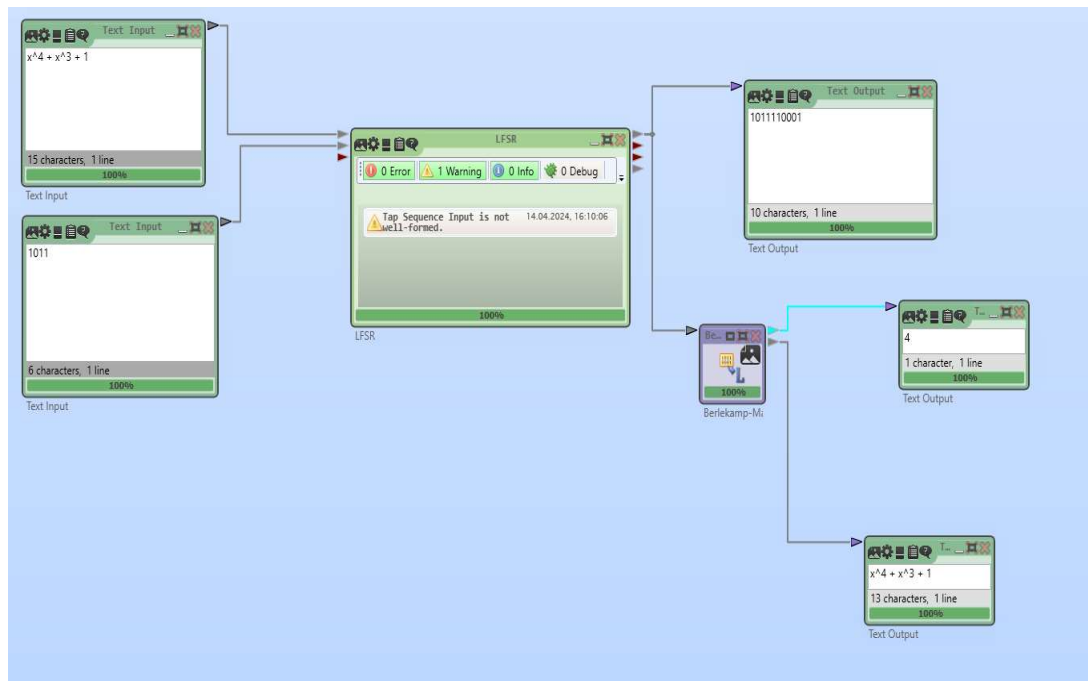 Text Input
x^4 + x^3 + 1
15 characters, 1 line
100%
Text Input
Text Input
1011
6 characters, 1 line
100%
Text Input
LFSR
0 Error 1 Warning 0 Info 0 Debug
Tap Sequence Input is not well-formed.
14.04.2024, 16:10:06
100%
LFSR
Text Output
1011110001
10 characters, 1 line
100%
Text Output
Be...
100%
Berlekamp-Ma
T...
4
1 character, 1 line
100%
Text Output
T...
x^4 + x^3 + 1
13 characters, 1 line
100%
Text Output